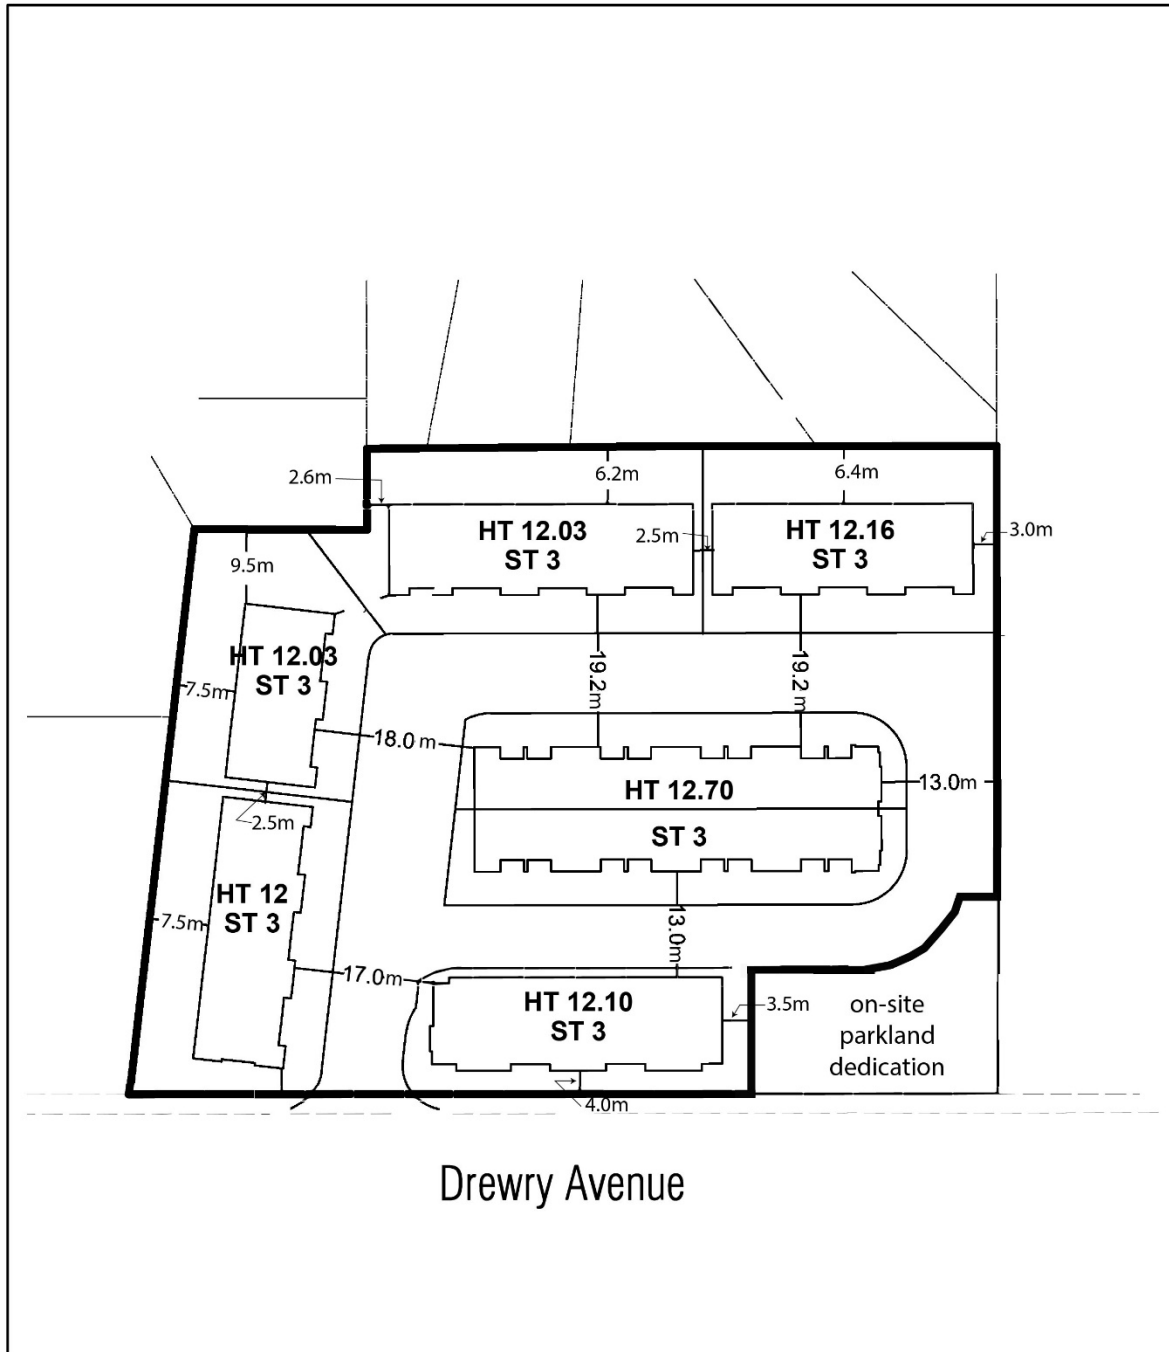 2.6m
6.2m
6.4m
HT 12.03
ST 3
2.5m
HT 12.16
ST 3
3.0m
9.5m
HT 12.03
ST 3
7.5m
19.2m
19.2m
18.0 m
HT 12.70
ST 3
13.0m
2.5m
HT 12
ST 3
7.5m
13.0m
17.0m
HT 12.10
ST 3
3.5m
on-site
parkland
dedication
4.0m
Drewry Avenue